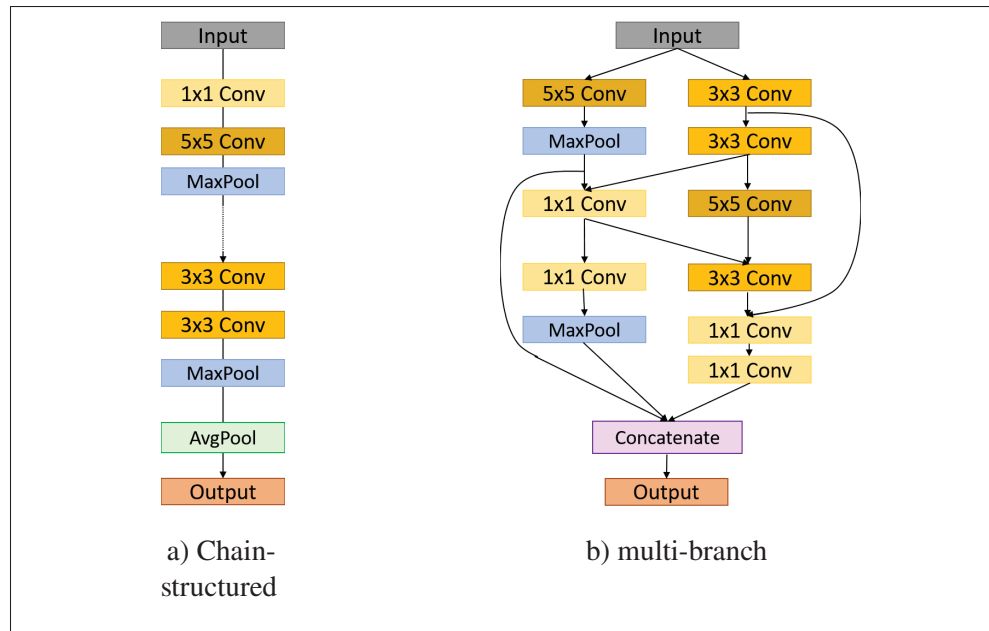 Input
1x1 Conv
5x5 Conv
MaxPool
3x3 Conv
3x3 Conv
MaxPool
AvgPool
Output
a) Chain-
structured
Input
5x5 Conv
3x3 Conv
MaxPool
3x3 Conv
1x1 Conv
5x5 Conv
1x1 Conv
3x3 Conv
MaxPool
1x1 Conv
1x1 Conv
Concatenate
Output
b) multi-branch